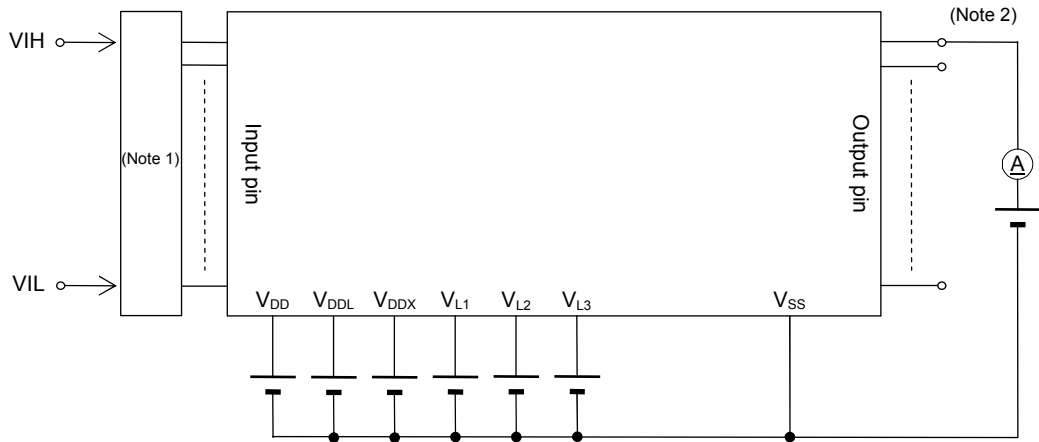 (Note 2)
VIH
(Note 1)
Input pin
Output pin
A
VIL
VDD VDDL VDDX VL1 VL2 VL3 VSS